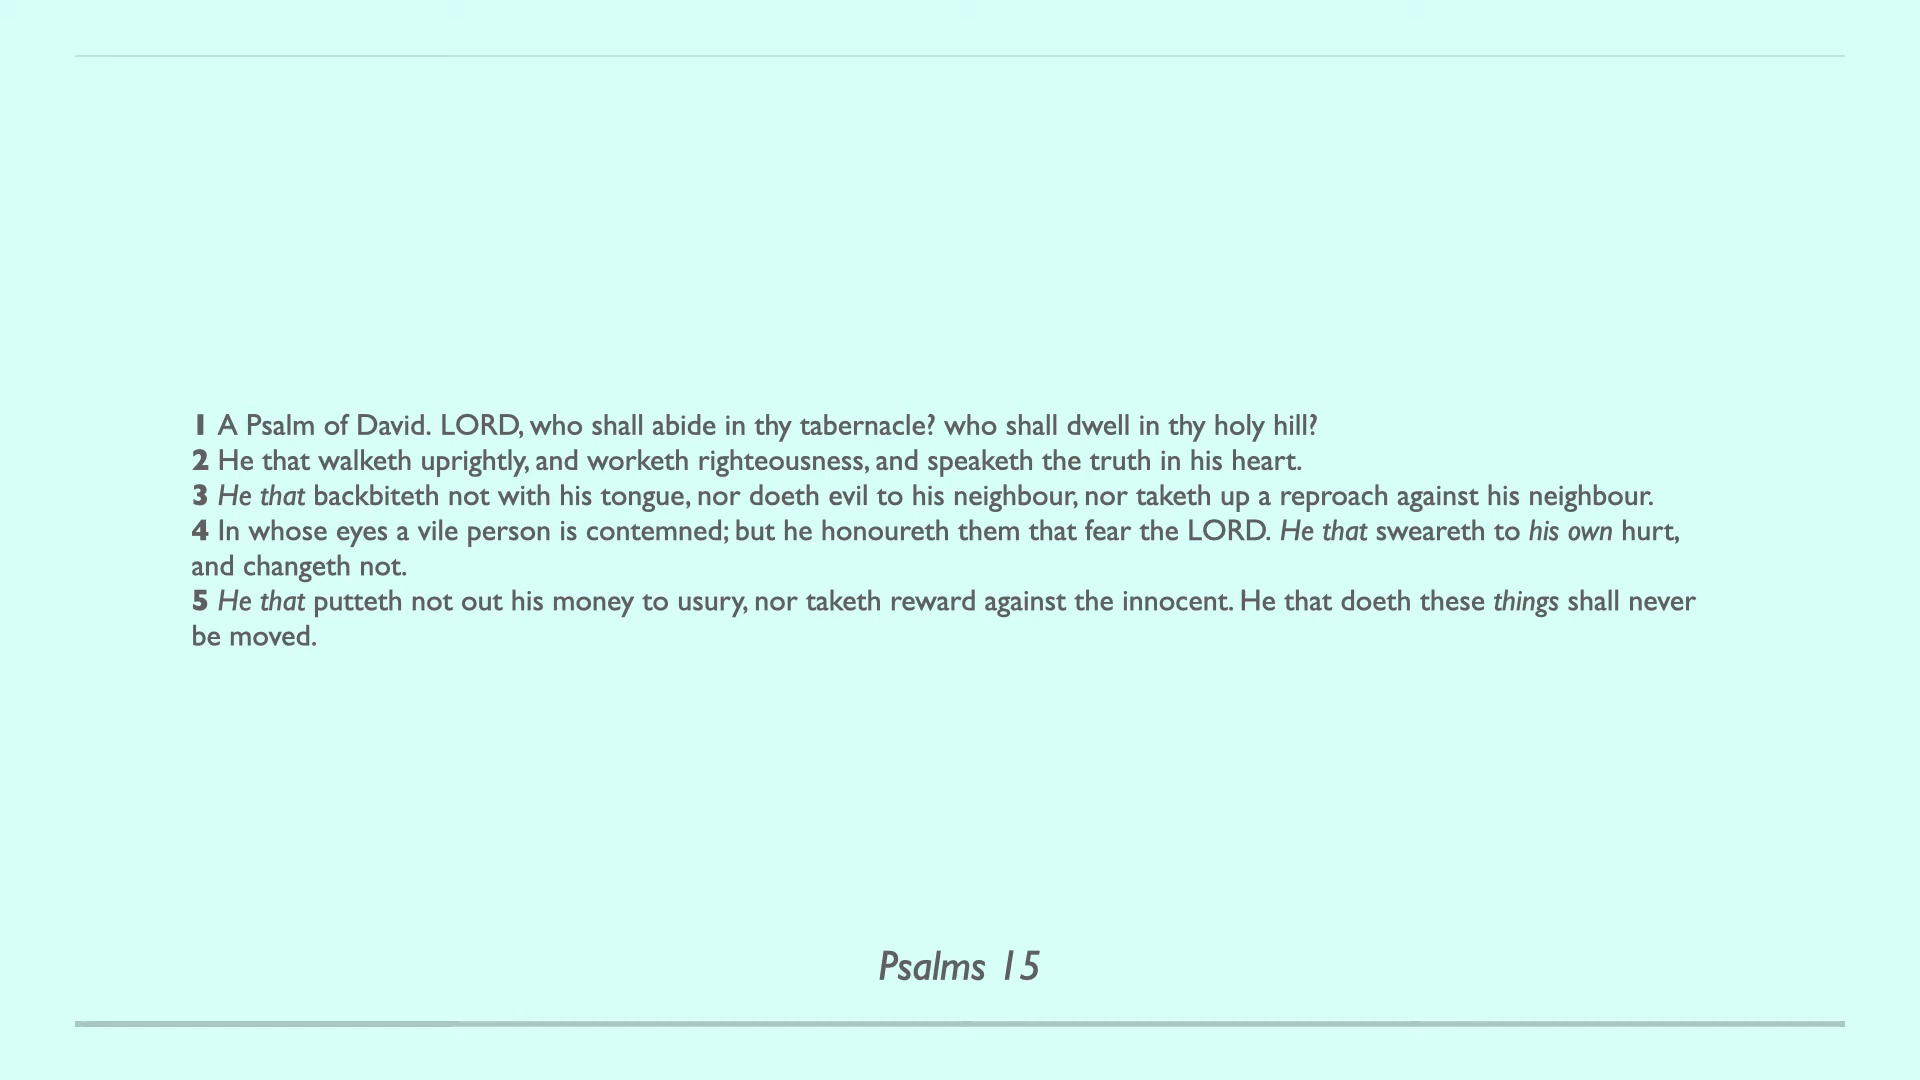 1 A Psalm of David. LORD, who shall abide in thy tabernacle? who shall dwell in thy holy hill?
2 He that walketh uprightly, and worketh righteousness, and speaketh the truth in his heart.
3 He that backbiteth not with his tongue, nor doeth evil to his neighbour, nor taketh up a reproach against his neighbour.
4 In whose eyes a vile person is contemned; but he honoureth them that fear the LORD. He that sweareth to his own hurt,
and changeth not.
5 He that putteth not out his money to usury, nor taketh reward against the innocent. He that doeth these things shall never
be moved.
Psalms 15